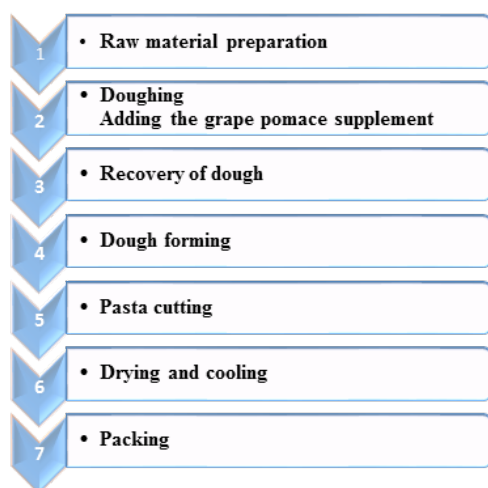 1
• Raw material preparation
2
• Doughing
Adding the grape pomace supplement
3
• Recovery of dough
4
• Dough forming
5
• Pasta cutting
6
• Drying and cooling
7
• Packing